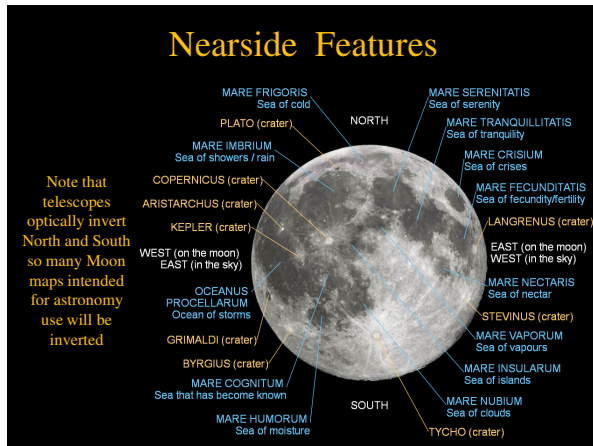 Nearside Features
Note that
telescopes
optically invert
North and South
so many Moon
maps intended
for astronomy
use will be
inverted
MARE FRIGORIS
Sea of cold
PLATO (crater)
MARE IMBRIUM
Sea of showers / rain
COPERNICUS (crater)
ARISTARCHUS (crater)
KEPLER (crater)
WEST (on the moon)
EAST (in the sky)
OCEANUS
PROCELLARUM
Ocean of storms
GRIMALDI (crater)
BYRGIUS (crater)
MARE COGNITUM
Sea that has become known
MARE HUMORUM
Sea of moisture
NORTH
SOUTH
MARE SERENITATIS
Sea of serenity
MARE TRANQUILLITATIS
Sea of tranquility
MARE CRISIUM
Sea of crises
MARE FECUNDITATIS
Sea of fecundity/fertility
LANGRENUS (crater)
EAST (on the moon)
WEST (in the sky)
MARE NECTARIS
Sea of nectar
STEVINUS (crater)
MARE VAPORUM
Sea of vapours
MARE INSULARUM
Sea of islands
MARE NUBIUM
Sea of clouds
TYCHO (crater)